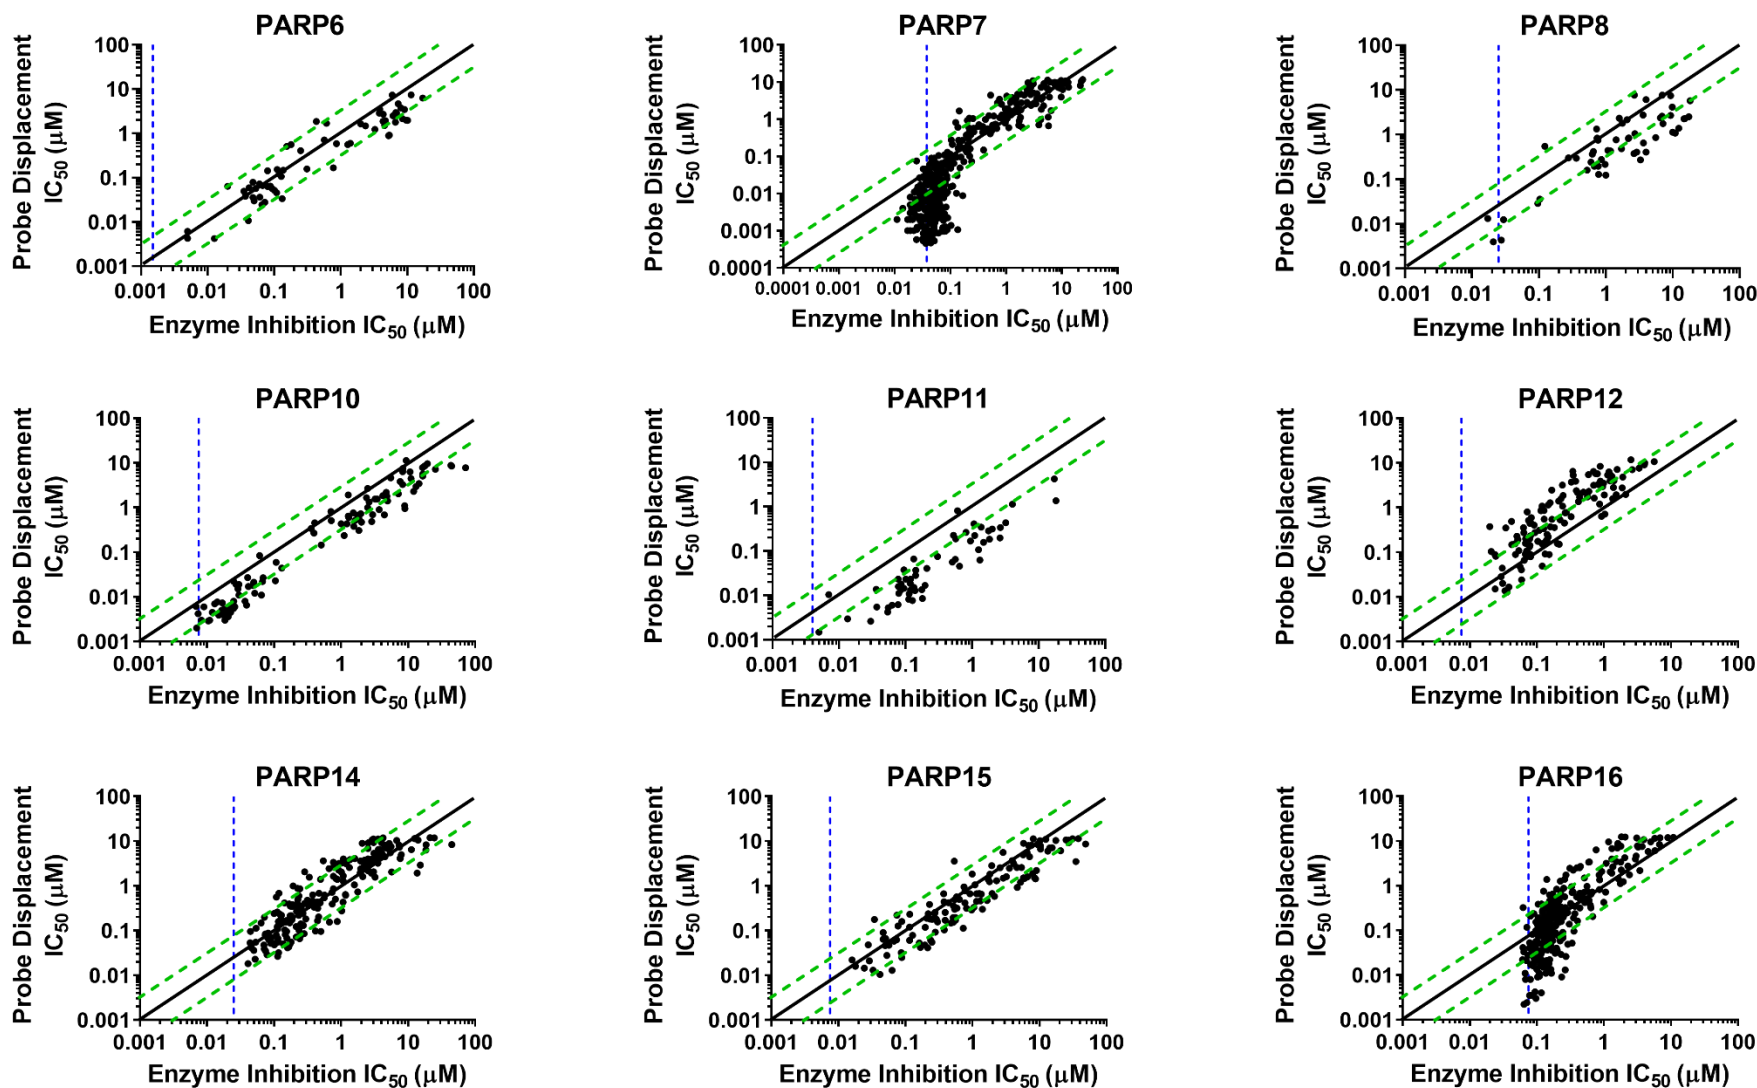 PARP6
Probe Displacement
IC50 (μM)
100
10
1
0.1
0.01
0.001
0.001 0.01 0.1 1 10 100
Enzyme Inhibition IC50 (μM)
PARP7
Probe Displacement
IC50 (μM)
100
10
1
0.1
0.01
0.001
0.0001
0.0001 0.001 0.01 0.1 1 10 100
Enzyme Inhibition IC50 (μM)
PARP8
Probe Displacement
IC50 (μM)
100
10
1
0.1
0.01
0.001
0.001 0.01 0.1 1 10 100
Enzyme Inhibition IC50 (μM)
PARP10
Probe Displacement
IC50 (μM)
100
10
1
0.1
0.01
0.001
0.001 0.01 0.1 1 10 100
Enzyme Inhibition IC50 (μM)
PARP11
Probe Displacement
IC50 (μM)
100
10
1
0.1
0.01
0.001
0.001 0.01 0.1 1 10 100
Enzyme Inhibition IC50 (μM)
PARP12
Probe Displacement
IC50 (μM)
100
10
1
0.1
0.01
0.001
0.001 0.01 0.1 1 10 100
Enzyme Inhibition IC50 (μM)
PARP14
Probe Displacement
IC50 (μM)
100
10
1
0.1
0.01
0.001
0.001 0.01 0.1 1 10 100
Enzyme Inhibition IC50 (μM)
PARP15
Probe Displacement
IC50 (μM)
100
10
1
0.1
0.01
0.001
0.001 0.01 0.1 1 10 100
Enzyme Inhibition IC50 (μM)
PARP16
Probe Displacement
IC50 (μM)
100
10
1
0.1
0.01
0.001
0.001 0.01 0.1 1 10 100
Enzyme Inhibition IC50 (μM)